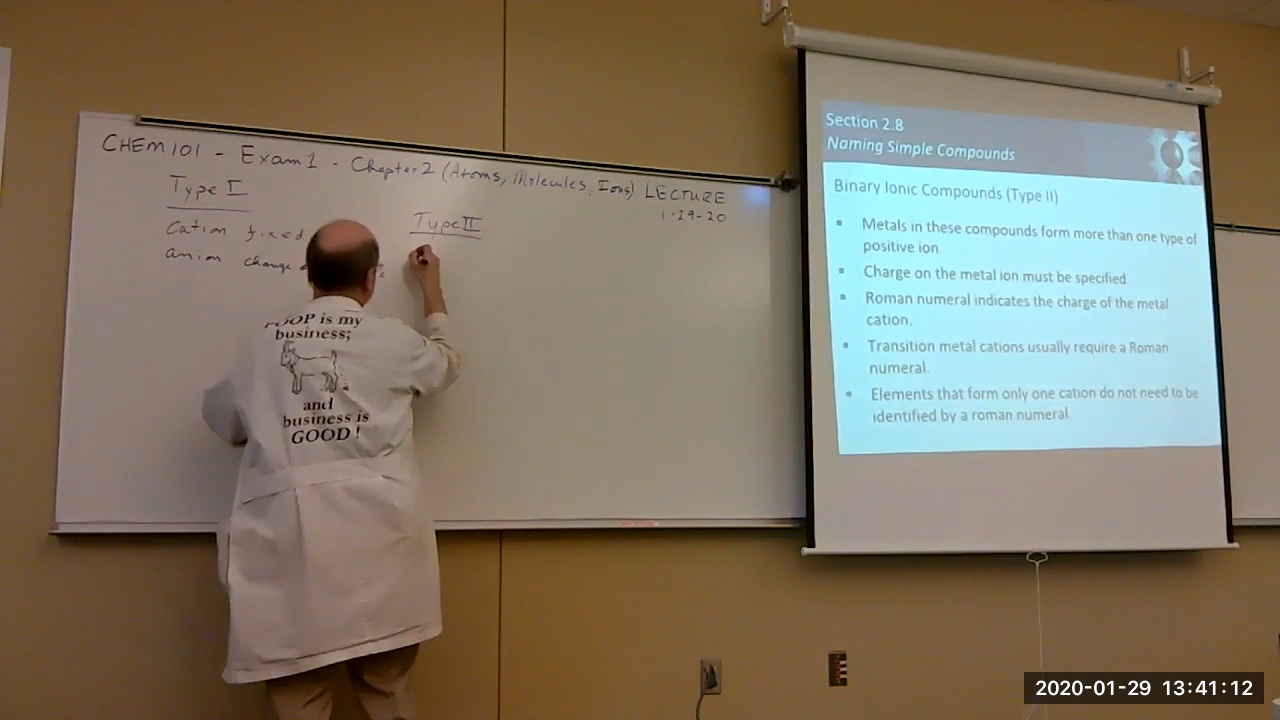 CHEM 101 - Exam 1 - Chapter 2 (Atoms, Molecules, Ions) LECTURE
1-29-20
Type I
cation fixed
anion change
Type II
POOP is my
business;
and
business is
GOOD!
Section 2.8
Naming Simple Compounds
Binary Ionic Compounds (Type II)
▪ Metals in these compounds form more than one type of
positive ion.
▪ Charge on the metal ion must be specified.
▪ Roman numeral indicates the charge of the metal
cation.
▪ Transition metal cations usually require a Roman
numeral.
▪ Elements that form only one cation do not need to be
identified by a roman numeral.
2020-01-29 13:41:12